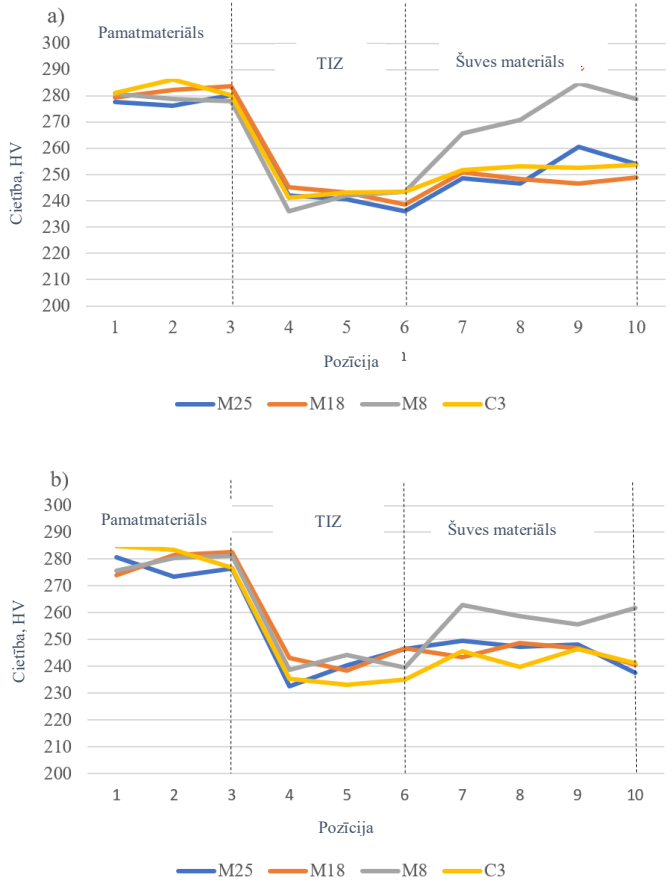 a)
Pamatmateriāls
TIZ
Šuves materiāls
Cietība, HV
300
290
280
270
260
250
240
230
220
210
200
1 2 3 4 5 6 7 8 9 10
Pozīcija 1
M25 M18 M8 C3
b)
Pamatmateriāls
TIZ
Šuves materiāls
Cietība, HV
300
290
280
270
260
250
240
230
220
210
200
1 2 3 4 5 6 7 8 9 10
Pozīcija
M25 M18 M8 C3